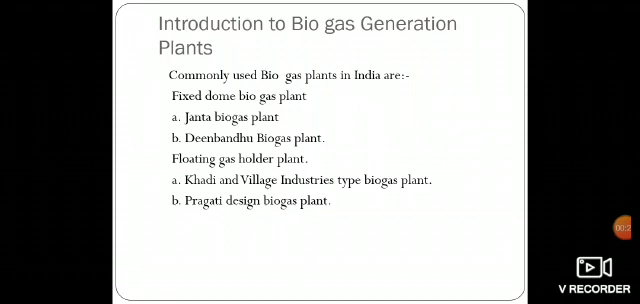 Introduction to Bio gas Generation
Plants
Commonly used Bio gas plants in India are:-
Fixed dome bio gas plant
a. Janta biogas plant
b. Deenbandhu Biogas plant.
Floating gas holder plant.
a. Khadi and Village Industries type biogas plant.
b. Pragati design biogas plant.
V RECORDER